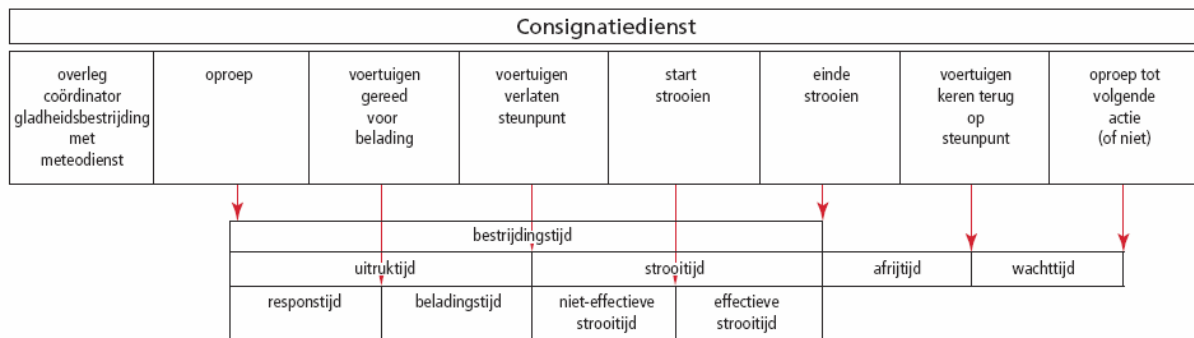 Consignatiedienst
overleg
coördinator
gladheidsbestrijding
met
meteodienst
oproep
voertuigen
gereed
voor
belading
voertuigen
verlaten
steunpunt
start
strooien
einde
strooien
voertuigen
keren terug
op
steunpunt
oproep tot
volgende
actie
(of niet)
bestrijdingstijd
uitruktijd
strooitijd
afrijtijd
wachttijd
responstijd
beladingstijd
niet-effectieve
strooitijd
effectieve
strooitijd